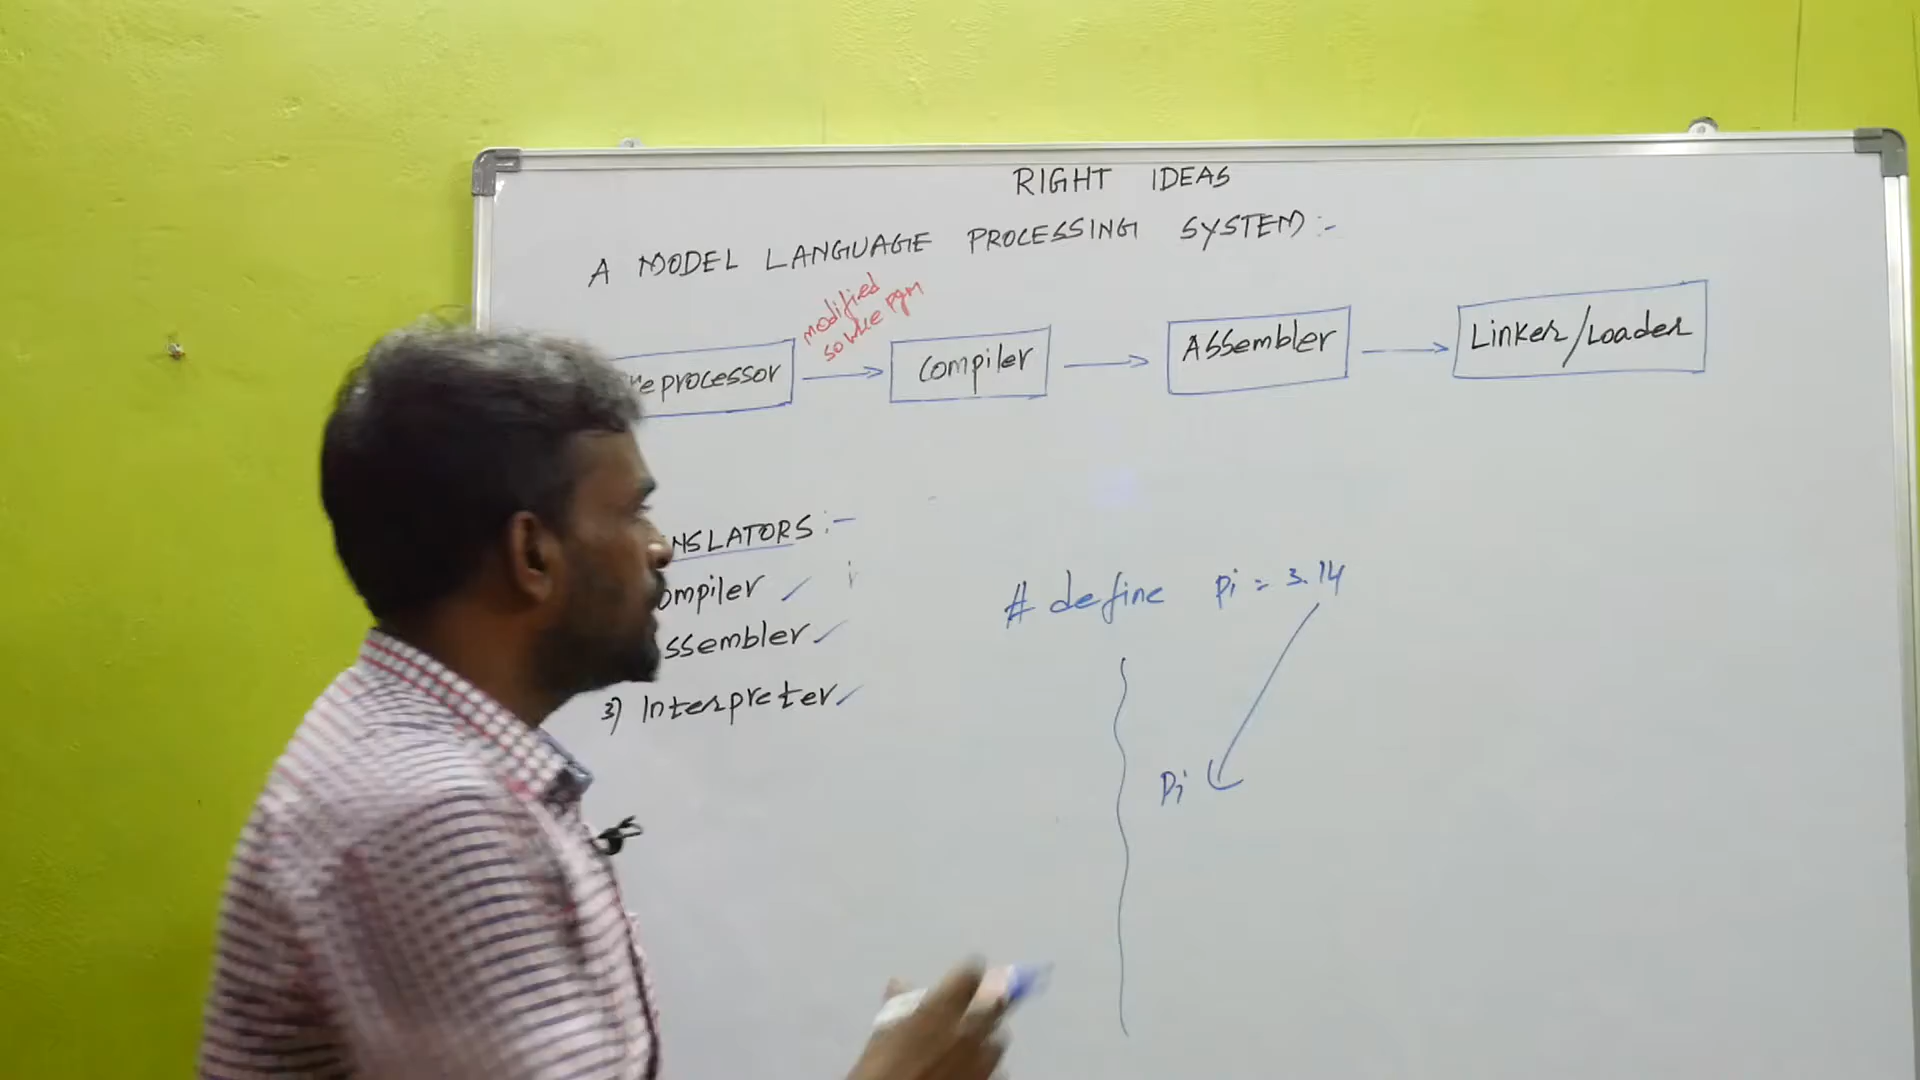 RIGHT IDEAS
A MODEL LANGUAGE PROCESSING SYSTEM:-
modified
source pgm
reprocessor → compiler → Assembler → Linker/Loader
NSLATORS:-
ompiler ✓
ssembler ✓
3) Interpreter ✓
# define Pi = 3.14
Pi